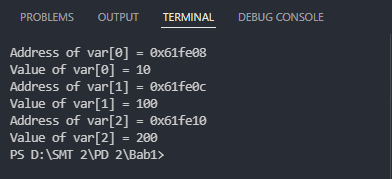 PROBLEMS OUTPUT TERMINAL DEBUG CONSOLE
Address of var[0] = 0x61fe08
Value of var[0] = 10
Address of var[1] = 0x61fe0c
Value of var[1] = 100
Address of var[2] = 0x61fe10
Value of var[2] = 200
PS D:\SMT 2\PD 2\Bab1>